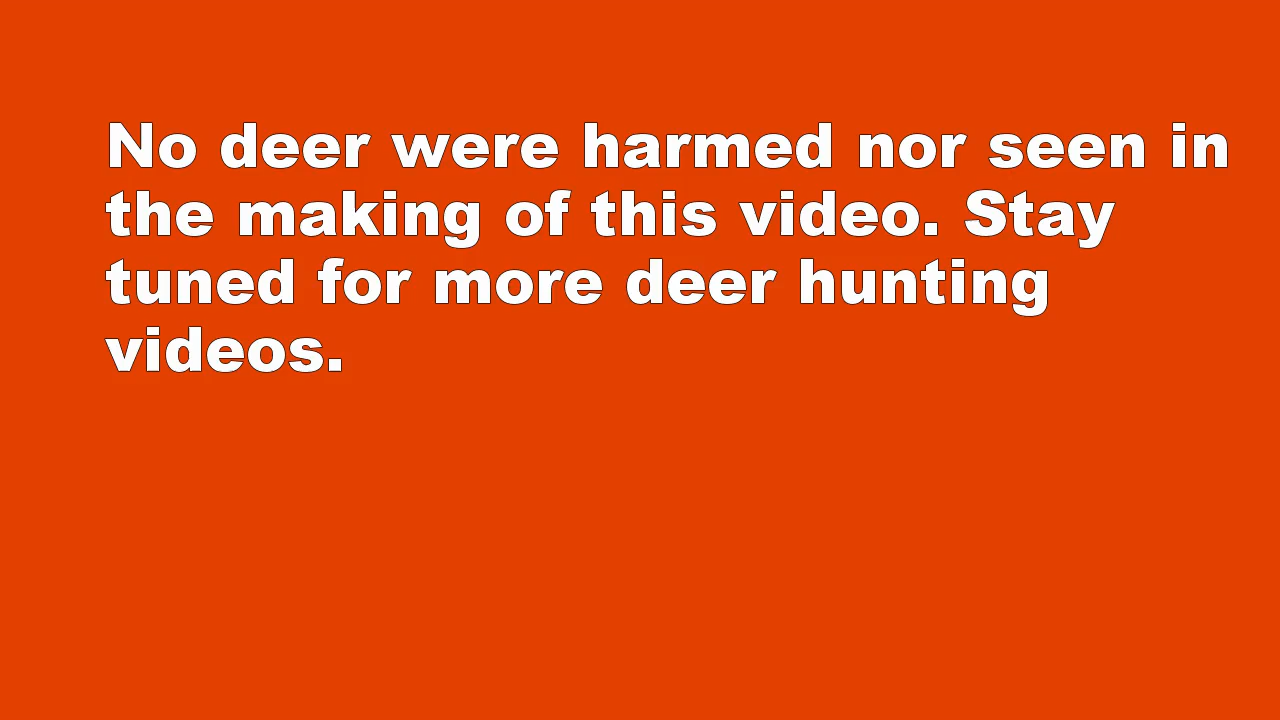 No deer were harmed nor seen in
the making of this video. Stay
tuned for more deer hunting
videos.